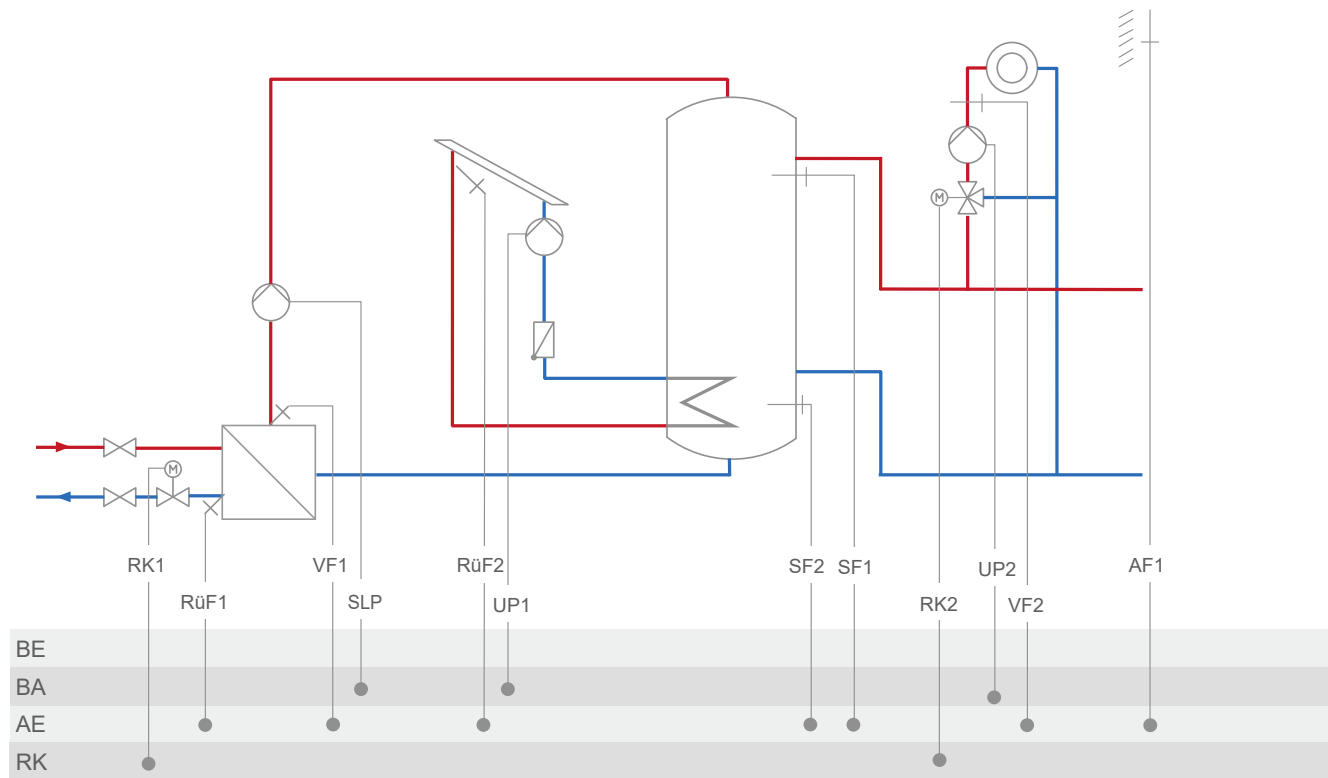 M
M
RK1
VF1
RüF2
SF2
SF1
UP2
AF1
RüF1
SLP
UP1
RK2
VF2
BE
BA
AE
RK